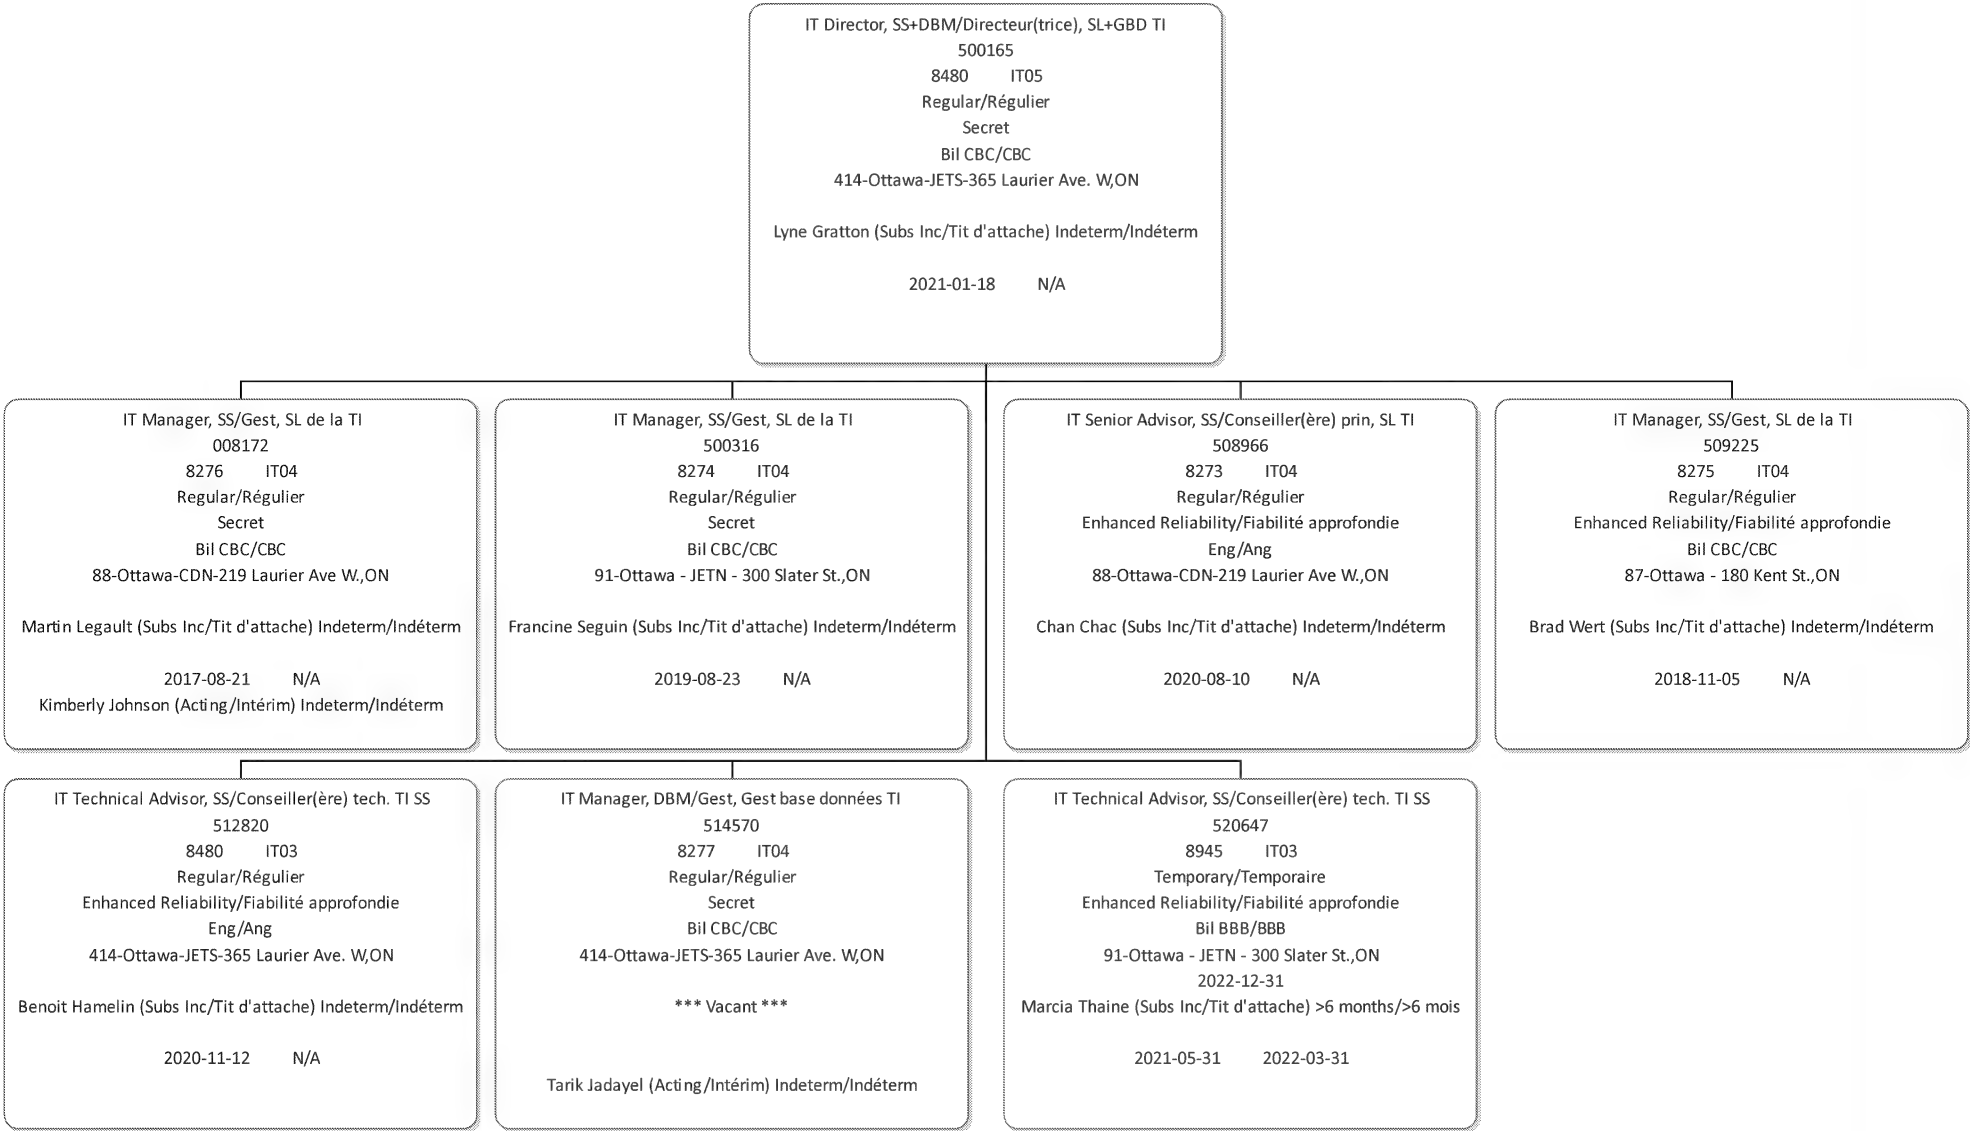 IT Director, SS+DBM/Directeur(trice), SL+GBD TI
500165
8480 IT05
Regular/Régulier
Secret
Bil CBC/CBC
414-Ottawa-JETS-365 Laurier Ave. W,ON
Lyne Gratton (Subs Inc/Tit d'attache) Indeterm/Indéterm
2021-01-18 N/A
IT Manager, SS/Gest, SL de la TI
008172
8276 IT04
Regular/Régulier
Secret
Bil CBC/CBC
88-Ottawa-CDN-219 Laurier Ave W.,ON
Martin Legault (Subs Inc/Tit d'attache) Indeterm/Indéterm
2017-08-21 N/A
Kimberly Johnson (Acting/Intérim) Indeterm/Indéterm
IT Manager, SS/Gest, SL de la TI
500316
8274 IT04
Regular/Régulier
Secret
Bil CBC/CBC
91-Ottawa - JETN - 300 Slater St.,ON
Francine Seguin (Subs Inc/Tit d'attache) Indeterm/Indéterm
2019-08-23 N/A
IT Senior Advisor, SS/Conseiller(ère) prin, SL TI
508966
8273 IT04
Regular/Régulier
Enhanced Reliability/Fiabilité approfondie
Eng/Ang
88-Ottawa-CDN-219 Laurier Ave W.,ON
Chan Chac (Subs Inc/Tit d'attache) Indeterm/Indéterm
2020-08-10 N/A
IT Manager, SS/Gest, SL de la TI
509225
8275 IT04
Regular/Régulier
Enhanced Reliability/Fiabilité approfondie
Bil CBC/CBC
87-Ottawa - 180 Kent St.,ON
Brad Wert (Subs Inc/Tit d'attache) Indeterm/Indéterm
2018-11-05 N/A
IT Technical Advisor, SS/Conseiller(ère) tech. TI SS
512820
8480 IT03
Regular/Régulier
Enhanced Reliability/Fiabilité approfondie
Eng/Ang
414-Ottawa-JETS-365 Laurier Ave. W,ON
Benoit Hamelin (Subs Inc/Tit d'attache) Indeterm/Indéterm
2020-11-12 N/A
IT Manager, DBM/Gest, Gest base données TI
514570
8277 IT04
Regular/Régulier
Secret
Bil CBC/CBC
414-Ottawa-JETS-365 Laurier Ave. W,ON
*** Vacant ***
Tarik Jadayel (Acting/Intérim) Indeterm/Indéterm
IT Technical Advisor, SS/Conseiller(ère) tech. TI SS
520647
8945 IT03
Temporary/Temporaire
Enhanced Reliability/Fiabilité approfondie
Bil BBB/BBB
91-Ottawa - JETN - 300 Slater St.,ON
2022-12-31
Marcia Thaine (Subs Inc/Tit d'attache) >6 months/>6 mois
2021-05-31 2022-03-31